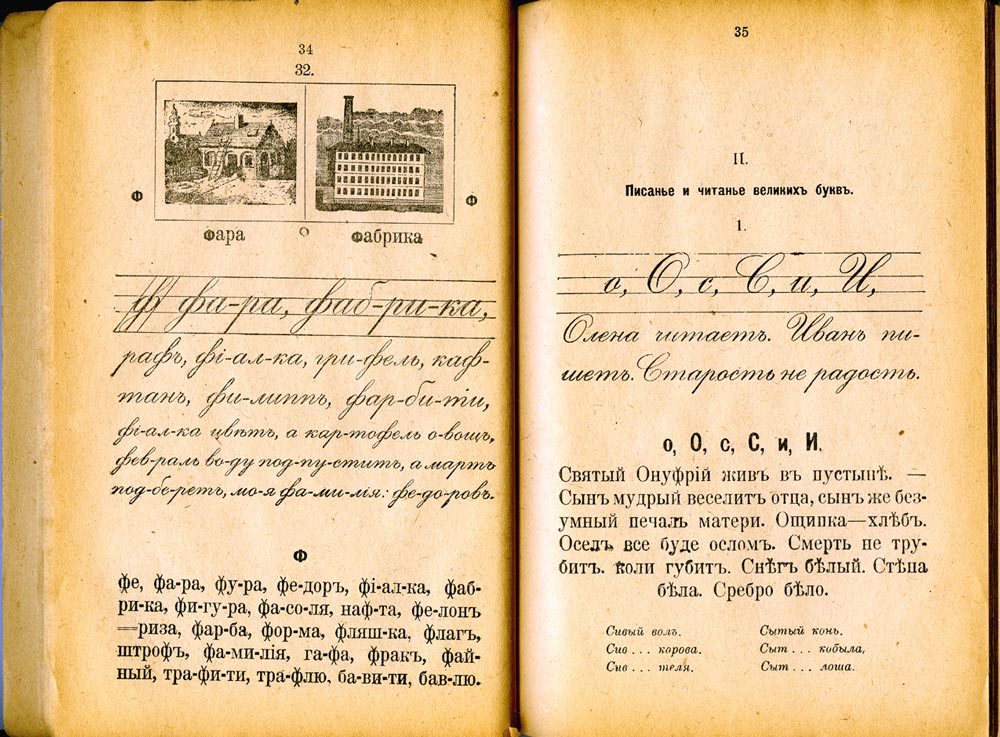 34
32.
ф
ф
фара
фабрика
ф фа-ра, фаб-ри-ка,
рафъ, фі-ал-ка, гри-фель, каф-
танъ, фи-липпъ, фар-би-ти,
фі-ал-ка цвѣтъ, а кар-тофель о-вощъ,
фев-раль во-ду под-пу-стит, а мартъ
под-бе-ретъ, мо-я фа-ми-лія: фе-до-ровъ.
ф
фе, фа-ра, фу-ра, фе-доръ, фі-ал-ка, фаб-
ри-ка, фи-гу-ра, фа-со-ля, наф-та, фе-лонъ
—риза, фар-ба, фор-ма, фляш-ка, флагъ,
штрофъ, фа-ми-лія, га-фа, фракъ, фай-
ный, тра-фи-ти, тра-флю, ба-ви-ти, бав-лю.
35
II.
Писанье и читанье великихъ буквъ.
1.
о, О, с, С, и, И,
Олена читаетъ. Иванъ пи-
шетъ. Старость не радость.
о, О, с, С, и, И.
Святый Онуфрій живъ въ пустынѣ. —
Сынъ мудрый веселит отца, сынъ же без-
умный печаль матери. Ощипка—хлѣбъ.
Оселъ все буде осломъ. Смерть не тру-
битъ. коли губитъ. Снѣгъ бѣлый. Стѣна
бѣла. Сребро бѣло.
Сивый волъ. Сытый конь.
Сив . . . корова. Сыт . . . кобыла,
Сив . . . теля. Сыт . . . лоша.